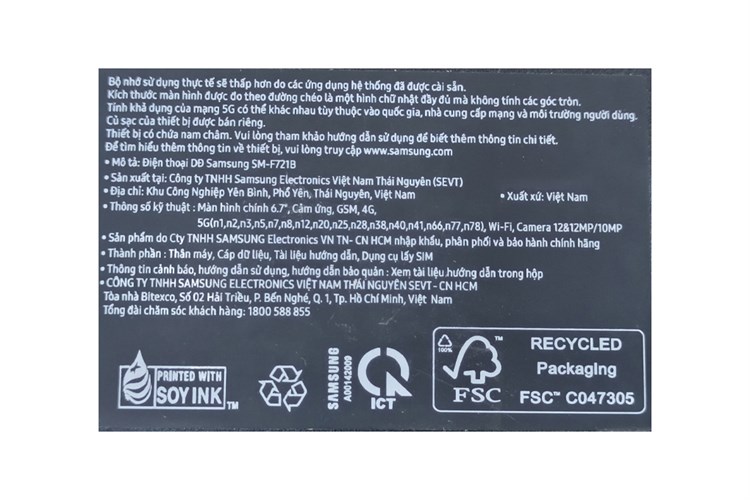 Bộ nhớ sử dụng thực tế sẽ thấp hơn do các ứng dụng hệ thống đã được cài sẵn.
Kích thước màn hình được đo theo đường chéo là một hình chữ nhật đầy đủ mà không tính các góc tròn.
Tính khả dụng của mạng 5G có thể khác nhau tùy thuộc vào quốc gia, nhà cung cấp mạng và môi trường người dùng.
Củ sạc của thiết bị được bán riêng.
Thiết bị có chứa nam châm. Vui lòng tham khảo hướng dẫn sử dụng để biết thêm thông tin chi tiết.
Để tìm hiểu thêm thông tin về thiết bị, vui lòng truy cập www.samsung.com
• Mô tả: Điện thoại DĐ Samsung SM-F721B
• Sản xuất tại: Công ty TNHH Samsung Electronics Việt Nam Thái Nguyên (SEVT)
• Địa chỉ: Khu Công Nghiệp Yên Bình, Phổ Yên, Thái Nguyên, Việt Nam • Xuất xứ: Việt Nam
• Thông số kỹ thuật : Màn hình chính 6.7", Cảm ứng, GSM, 4G,
5G(n1,n2,n3,n5,n7,n8,n12,n20,n25,n28,n38,n40,n41,n66,n77,n78), Wi-Fi, Camera 12&12MP/10MP
• Sản phẩm do Cty TNHH SAMSUNG Electronics VN TN- CN HCM nhập khẩu, phân phối và bảo hành chính hãng
• Thành phần : Thân máy, Cáp dữ liệu, Tài liệu hướng dẫn, Dụng cụ lấy SIM
• Thông tin cảnh báo, hướng dẫn sử dụng, hướng dẫn bảo quản : Xem tài liệu hướng dẫn trong hộp
• CÔNG TY TNHH SAMSUNG ELECTRONICS VIỆT NAM THÁI NGUYÊN SEVT - CN HCM
Tòa nhà Bitexco, Số 02 Hải Triều, P. Bến Nghé, Q. 1, Tp. Hồ Chí Minh, Việt Nam
Tổng đài chăm sóc khách hàng: 1800 588 855
PRINTED WITH
SOY INK™
SAMSUNG
A00142009
ICT
100%
FSC
™
RECYCLED
Packaging
FSC™ C047305